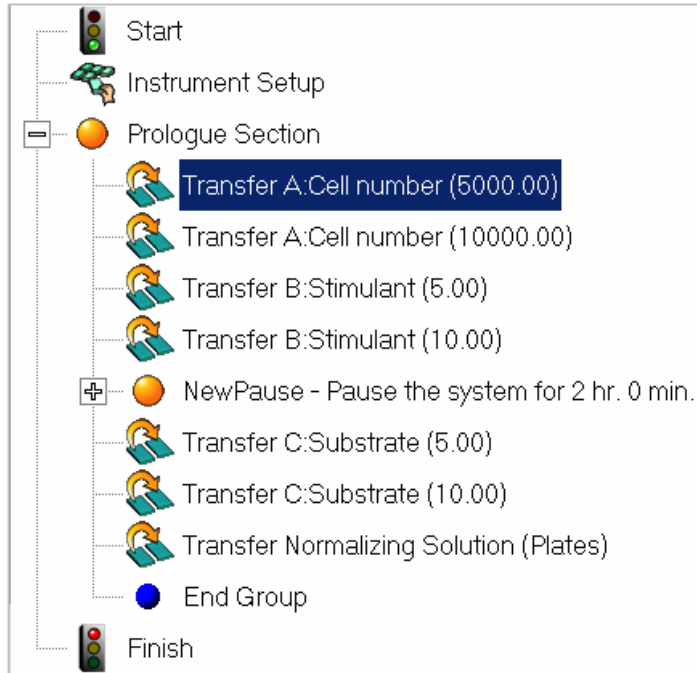 Start
Instrument Setup
Prologue Section
Transfer A:Cell number (5000.00)
Transfer A:Cell number (10000.00)
Transfer B:Stimulant (5.00)
Transfer B:Stimulant (10.00)
NewPause - Pause the system for 2 hr. 0 min.
Transfer C:Substrate (5.00)
Transfer C:Substrate (10.00)
Transfer Normalizing Solution (Plates)
End Group
Finish